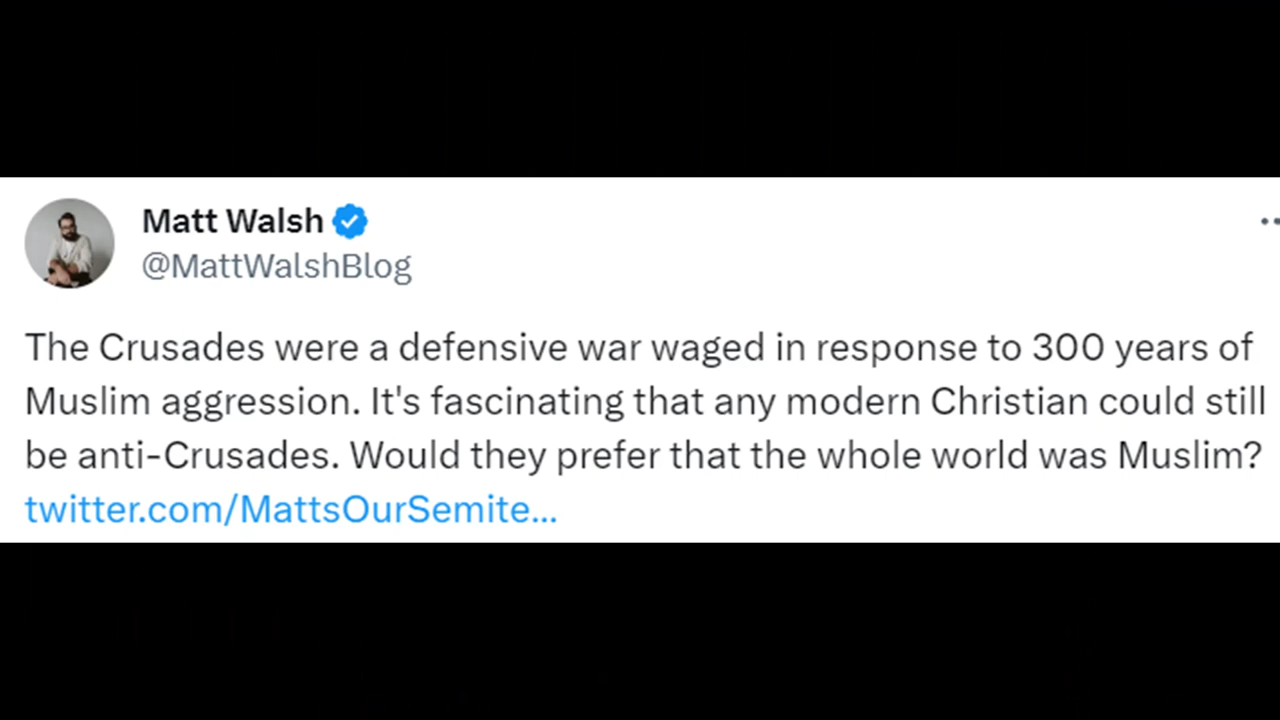 Matt Walsh
@MattWalshBlog
The Crusades were a defensive war waged in response to 300 years of
Muslim aggression. It's fascinating that any modern Christian could still
be anti-Crusades. Would they prefer that the whole world was Muslim?
twitter.com/MattsOurSemite...